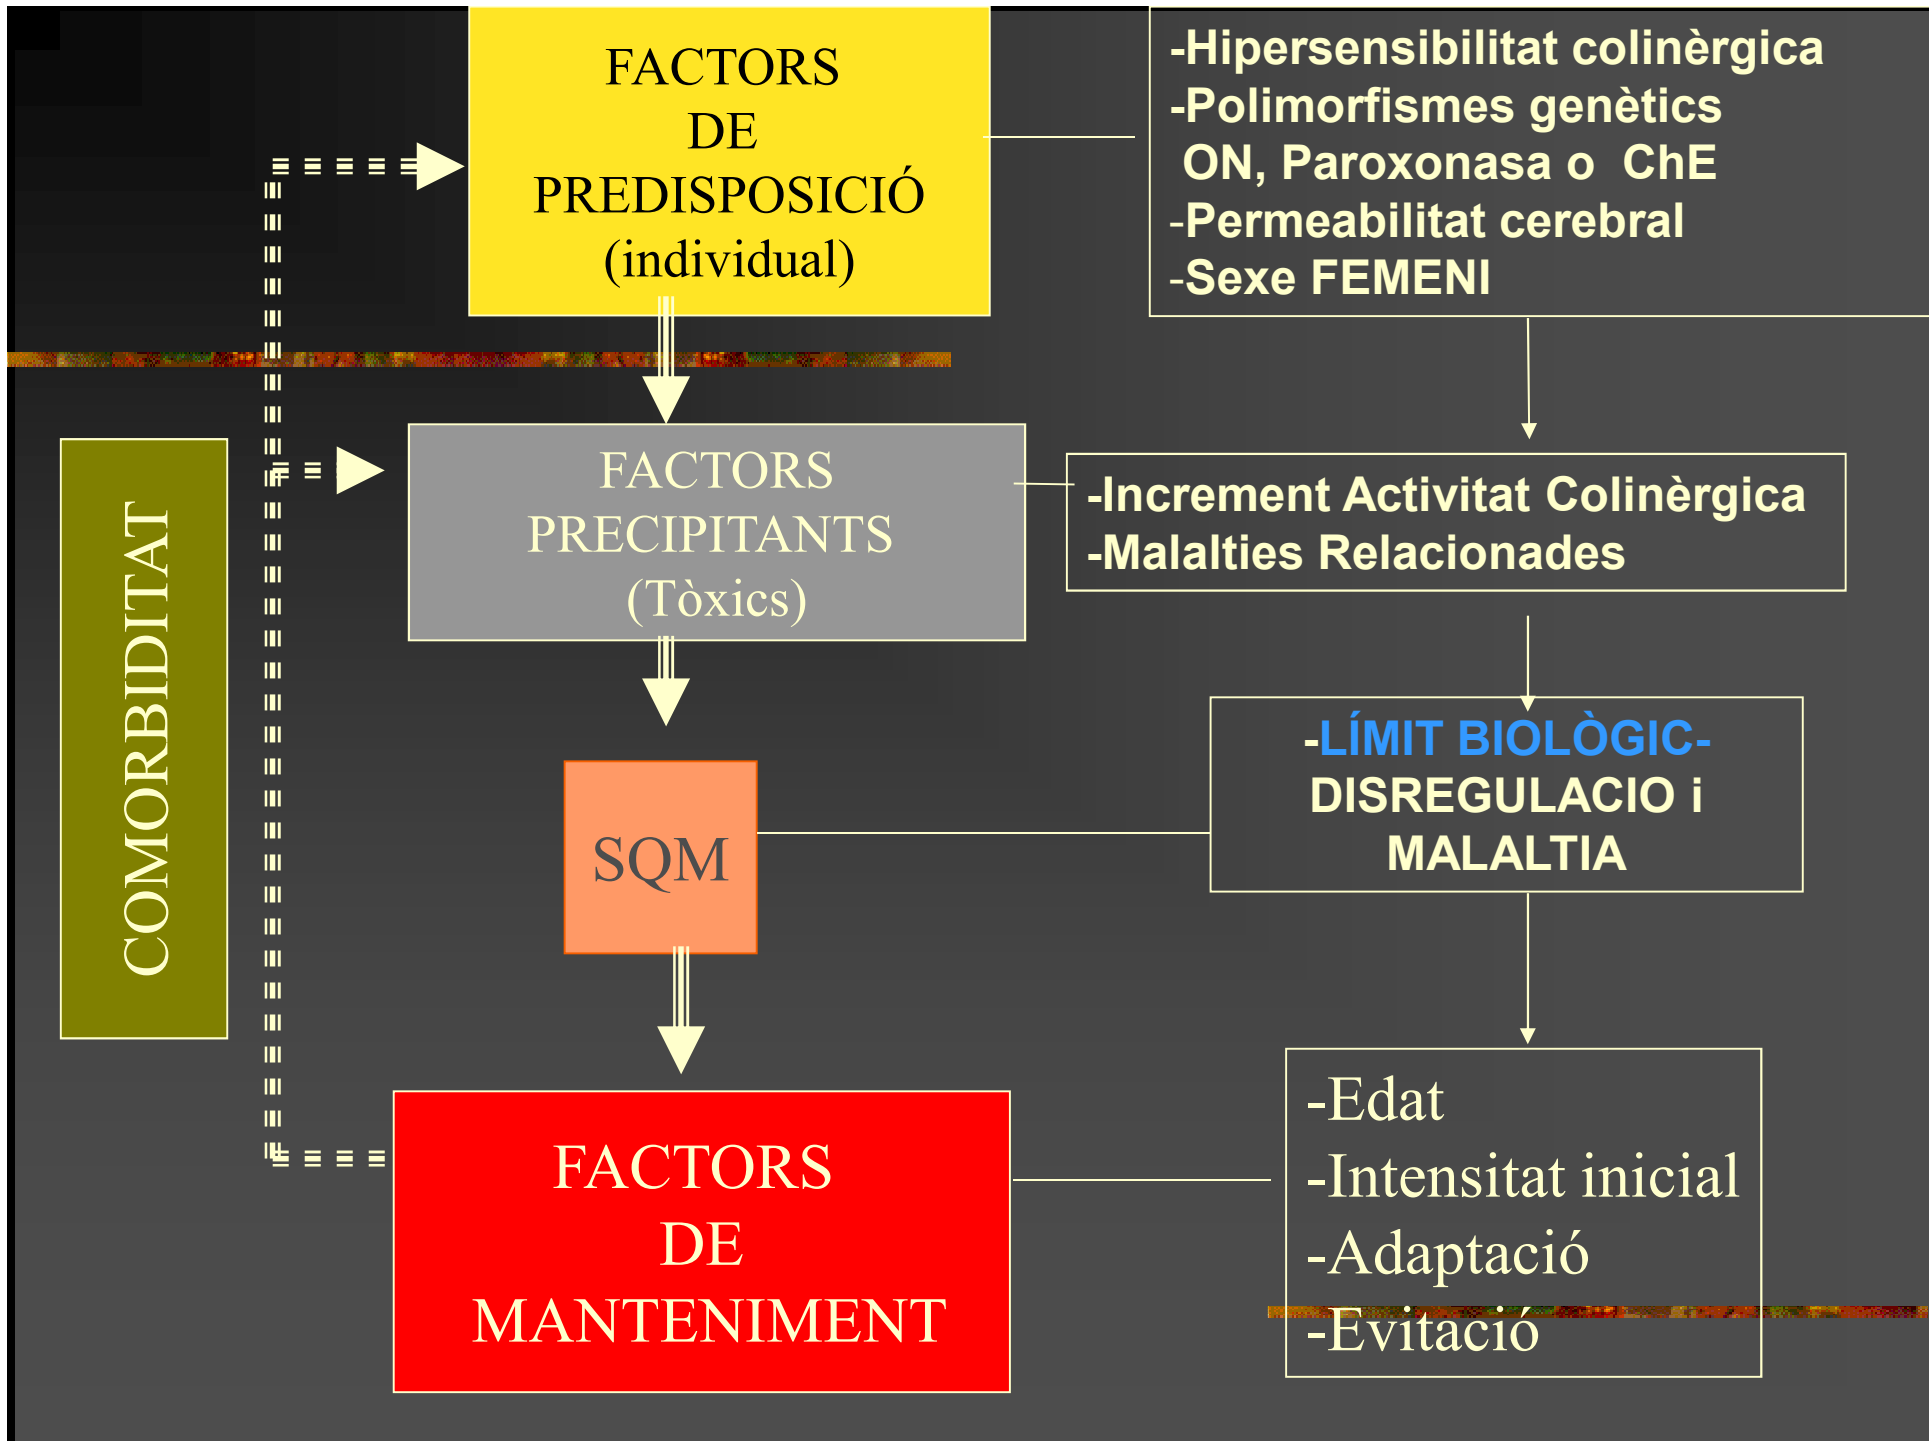 FACTORS
DE
PREDISPOSICIÓ
(individual)
-Hipersensibilitat colinèrgica
-Polimorfismes genètics
ON, Paroxonasa o ChE
-Permeabilitat cerebral
-Sexe FEMENI
COMORBIDITAT
FACTORS
PRECIPITANTS
(Tòxics)
-Increment Activitat Colinèrgica
-Malalties Relacionades
SQM
-LÍMIT BIOLÒGIC-
DISREGULACIO i
MALALTIA
FACTORS
DE
MANTENIMENT
-Edat
-Intensitat inicial
-Adaptació
-Evitació